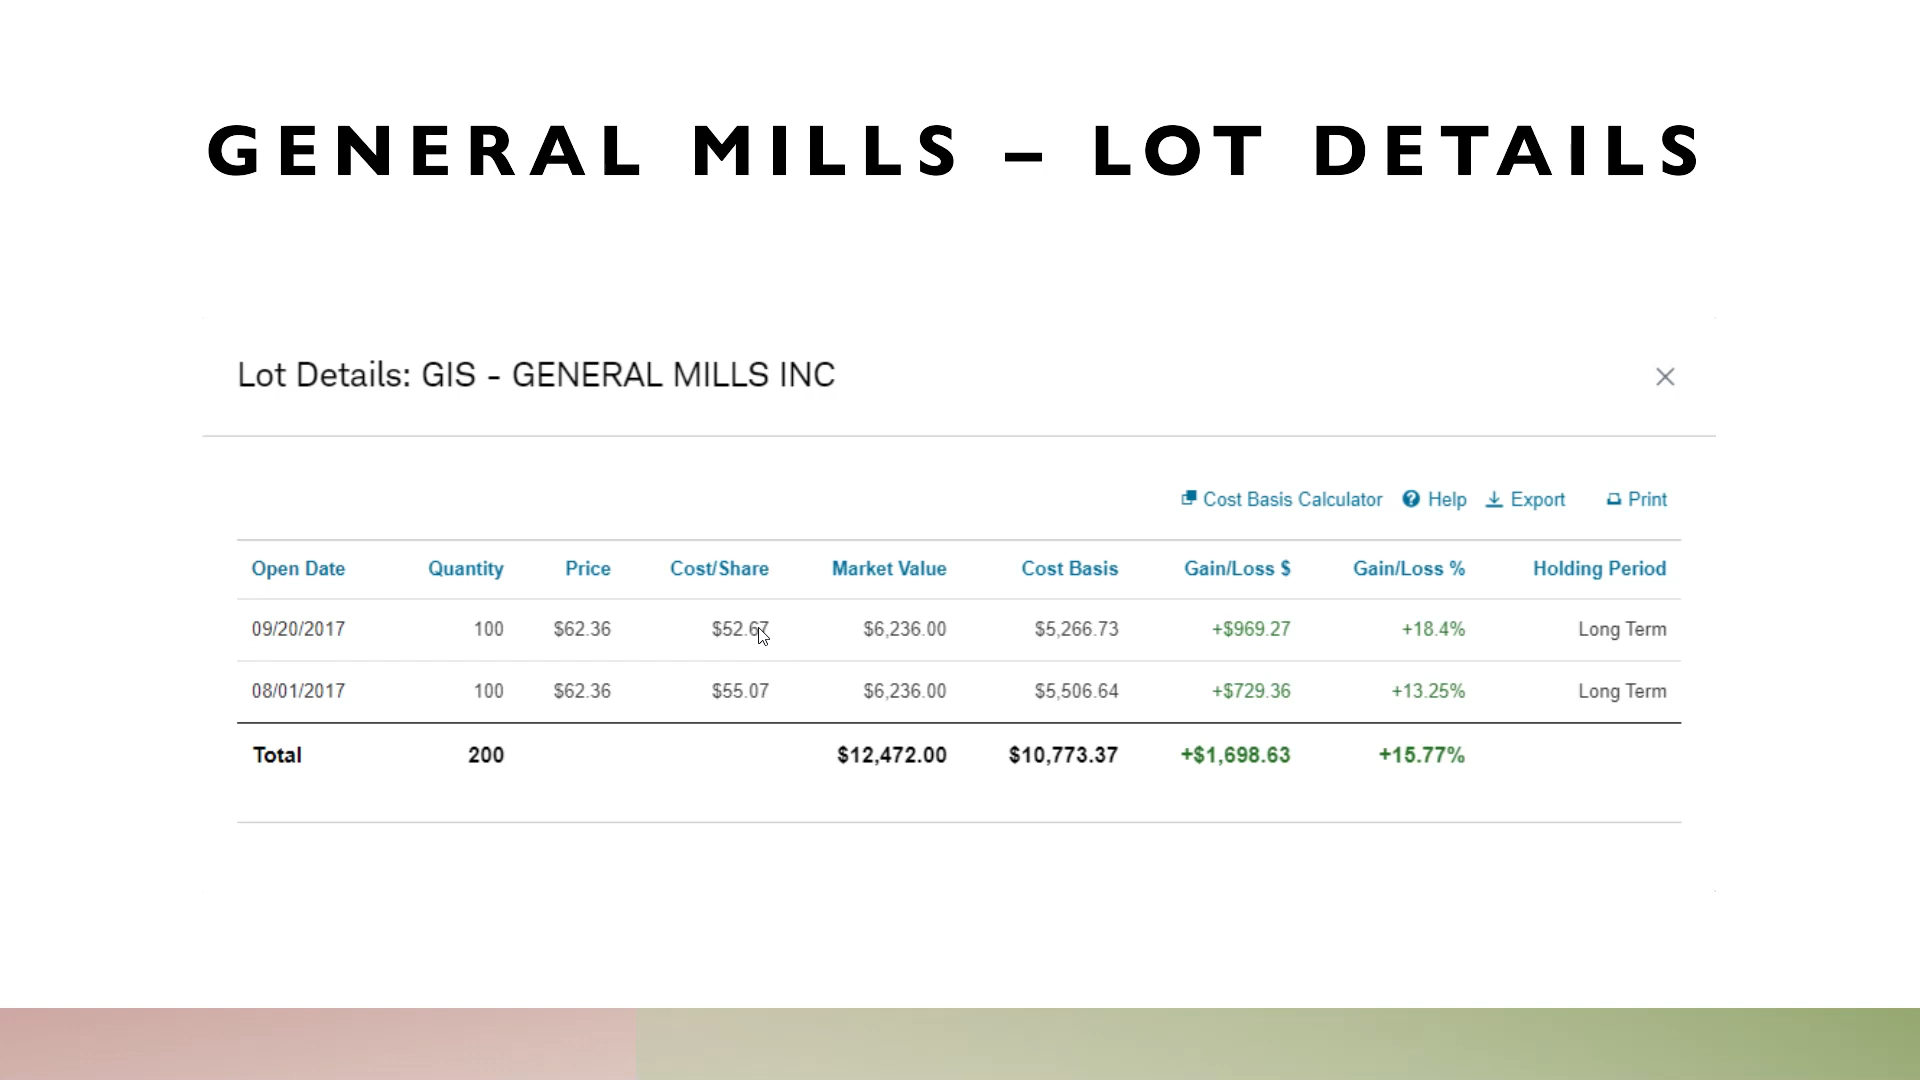 GENERAL MILLS – LOT DETAILS
Lot Details: GIS - GENERAL MILLS INC
Cost Basis Calculator Help Export Print
Open Date Quantity Price Cost/Share Market Value Cost Basis Gain/Loss $ Gain/Loss % Holding Period
09/20/2017 100 $62.36 $52.67 $6,236.00 $5,266.73 +$969.27 +18.4% Long Term
08/01/2017 100 $62.36 $55.07 $6,236.00 $5,506.64 +$729.36 +13.25% Long Term
Total 200 $12,472.00 $10,773.37 +$1,698.63 +15.77%